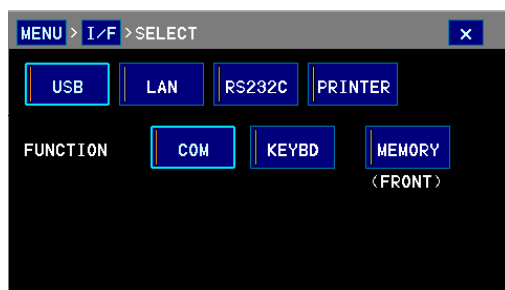 MENU > I/F >SELECT ×
USB LAN RS232C PRINTER
FUNCTION COM KEYBD MEMORY
(FRONT)